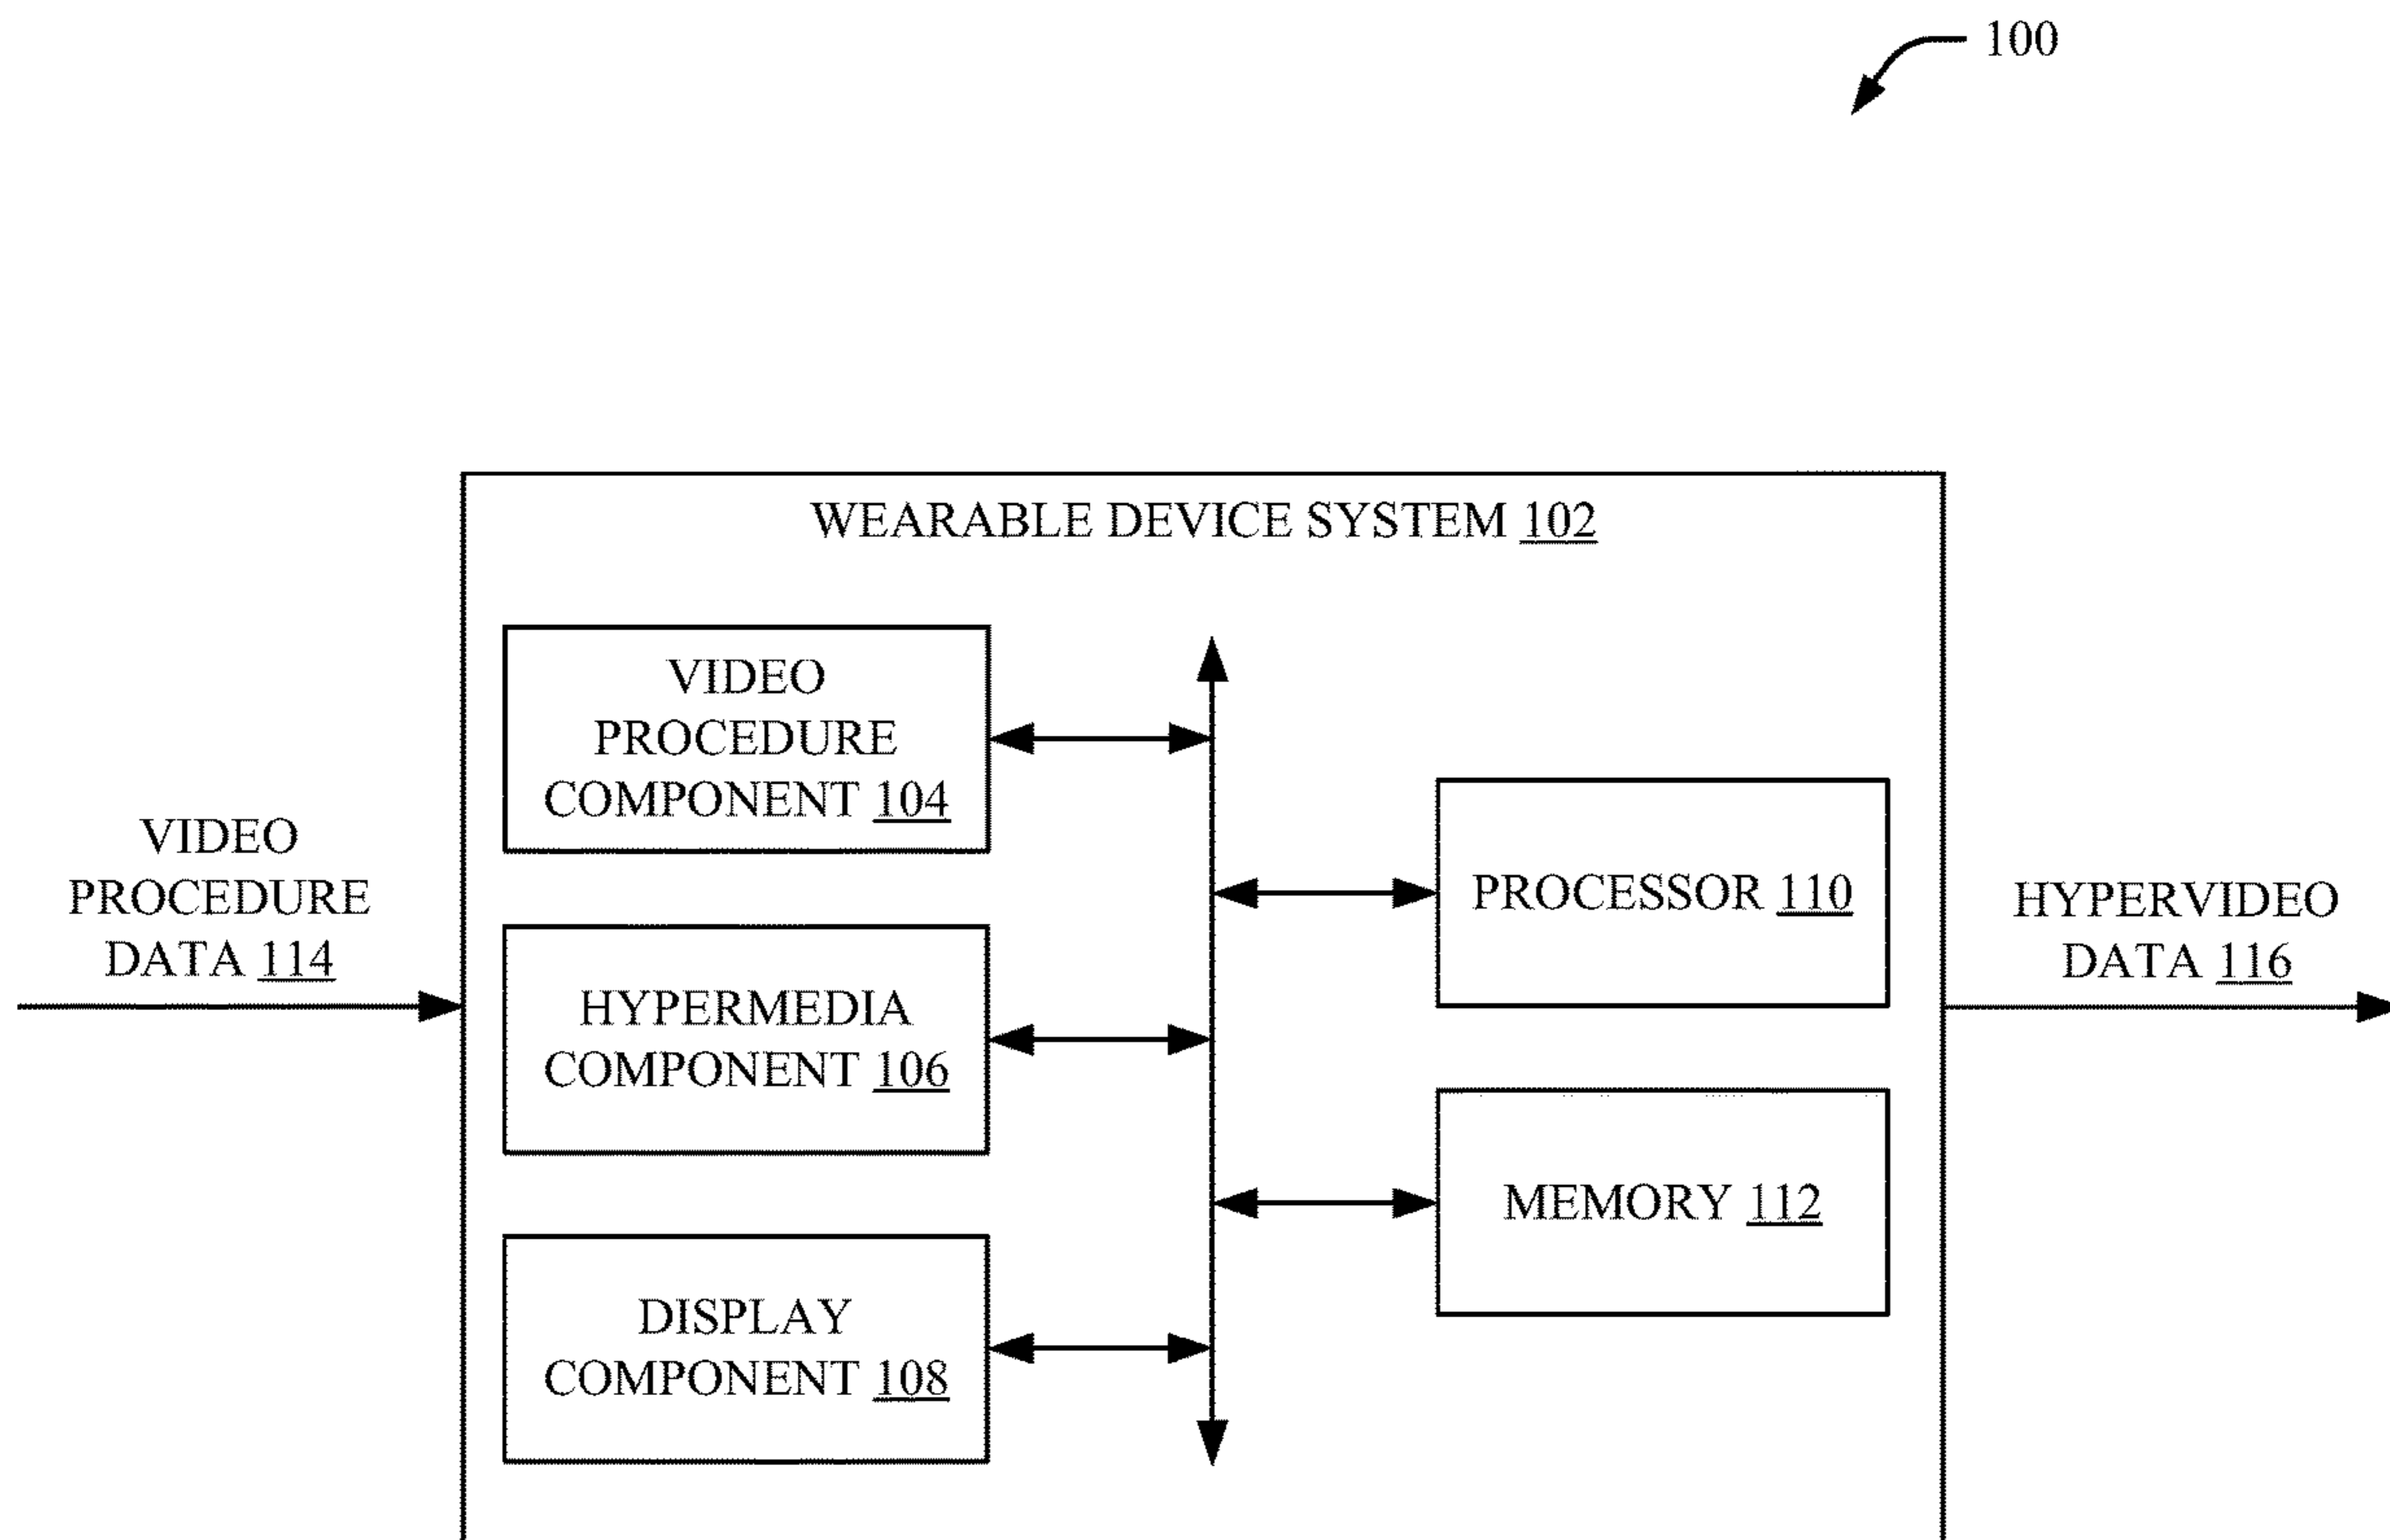 100
WEARABLE DEVICE SYSTEM 102
VIDEO
PROCEDURE
DATA 114
VIDEO
PROCEDURE
COMPONENT 104
HYPERMEDIA
COMPONENT 106
DISPLAY
COMPONENT 108
PROCESSOR 110
MEMORY 112
HYPERVIDEO
DATA 116